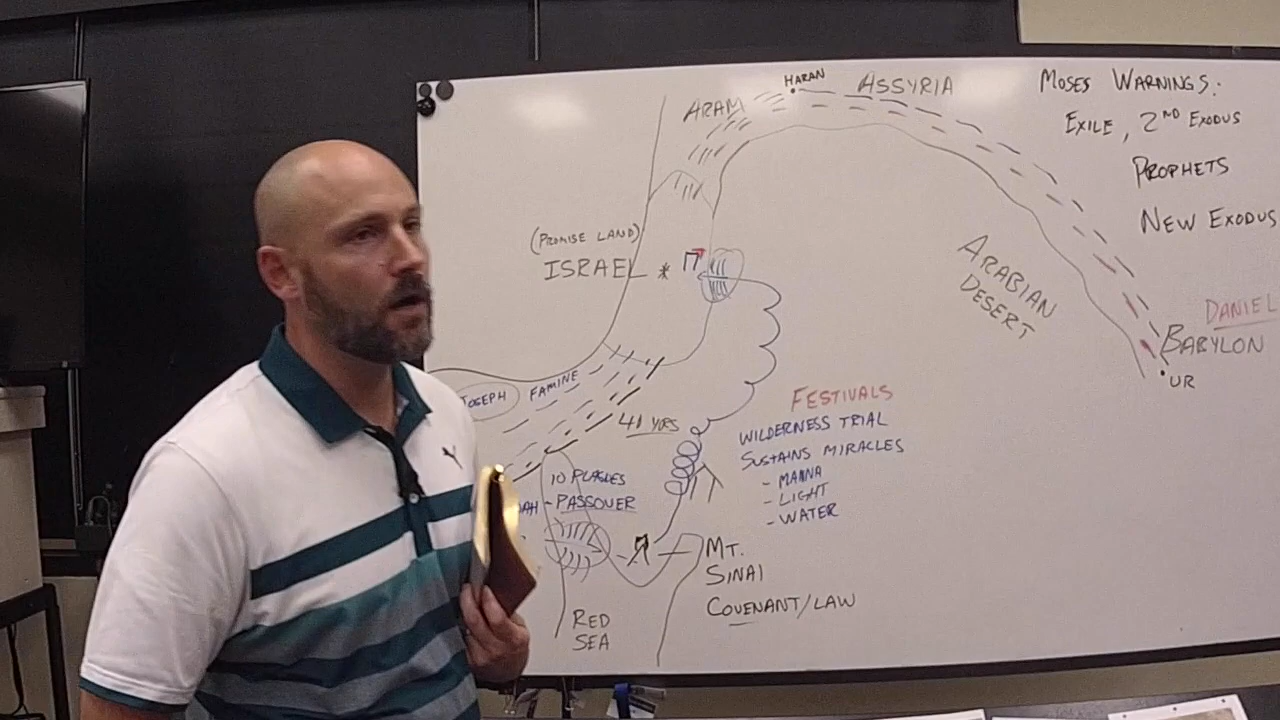 HARAN
ASSYRIA
ARAM
MOSES WARNINGS:
EXILE, 2ND EXODUS
PROPHETS
NEW EXODUS
(PROMISE LAND)
ISRAEL *
ARABIAN
DESERT
DANIEL
BABYLON
UR
JOSEPH
FAMINE
40 YRS
FESTIVALS
WILDERNESS TRIAL
SUSTAINS MIRACLES
- MANNA
- LIGHT
- WATER
10 PLAGUES
- PASSOVER
MT.
SINAI
COVENANT/LAW
RED
SEA